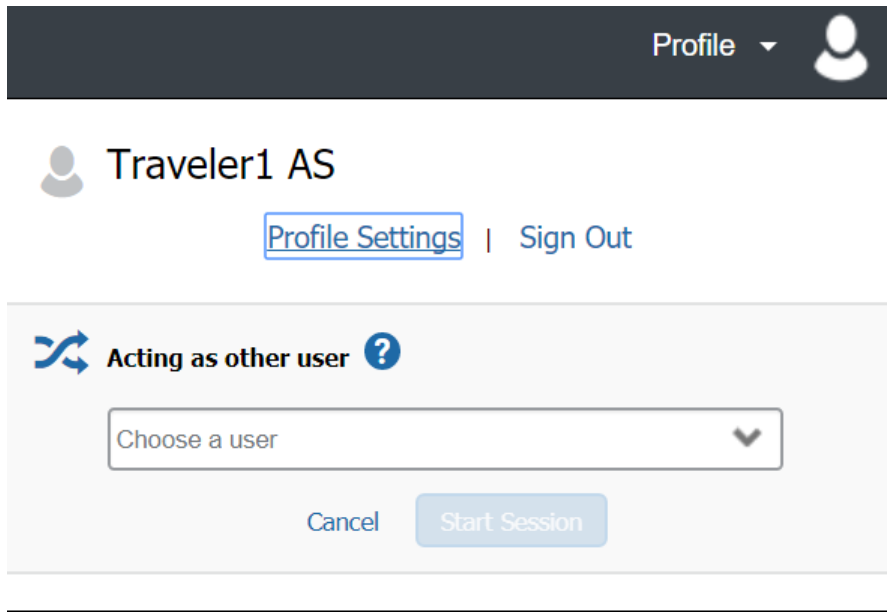 Profile
Traveler1 AS
Profile Settings | Sign Out
Acting as other user ?
Choose a user
Cancel Start Session